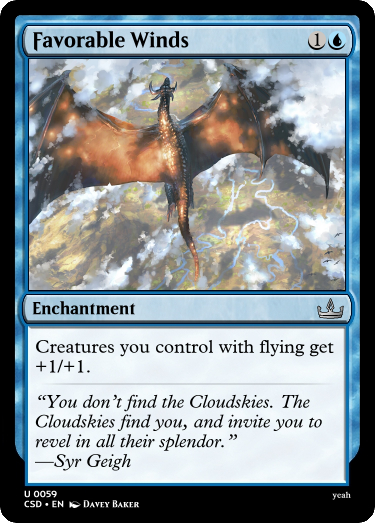 Favorable Winds 1
Enchantment
Creatures you control with flying get
+1/+1.
“You don’t find the Cloudskies. The
Cloudskies find you, and invite you to
revel in all their splendor.”
—Syr Geigh
U 0059
CSD • EN Davey Baker
yeah